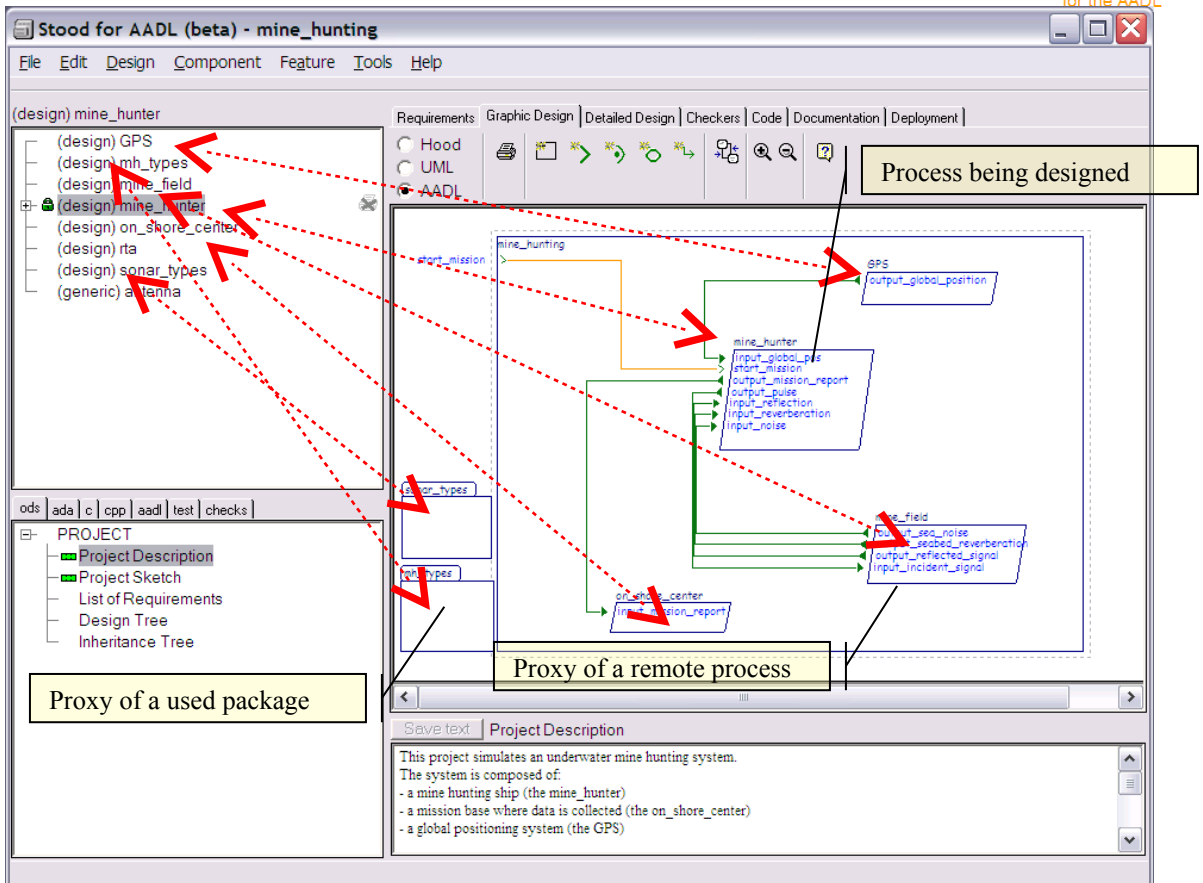 for the AADL
Stood for AADL (beta) - mine_hunting
File Edit Design Component Feature Tools Help
(design) mine_hunter
(design) GPS
(design) mh_types
(design) mine_field
(design) mine_hunter
(design) on_shore_center
(design) rta
(design) sonar_types
(generic) antenna
Requirements Graphic Design Detailed Design Checkers Code Documentation Deployment
Hood
UML
AADL
Process being designed
mine_hunting
start_mission
GPS
output_global_position
mine_hunter
input_global_pos
start_mission
output_mission_report
output_pulse
input_reflection
input_reverberation
input_noise
sonar_types
mh_types
mine_field
output_sea_noise
output_seabed_reverberation
output_reflected_signal
input_incident_signal
on_shore_center
input_mission_report
Proxy of a remote process
ods ada c cpp aadl test checks
PROJECT
Project Description
Project Sketch
List of Requirements
Design Tree
Inheritance Tree
Proxy of a used package
Save text Project Description
This project simulates an underwater mine hunting system.
The system is composed of:
- a mine hunting ship (the mine_hunter)
- a mission base where data is collected (the on_shore_center)
- a global positioning system (the GPS)